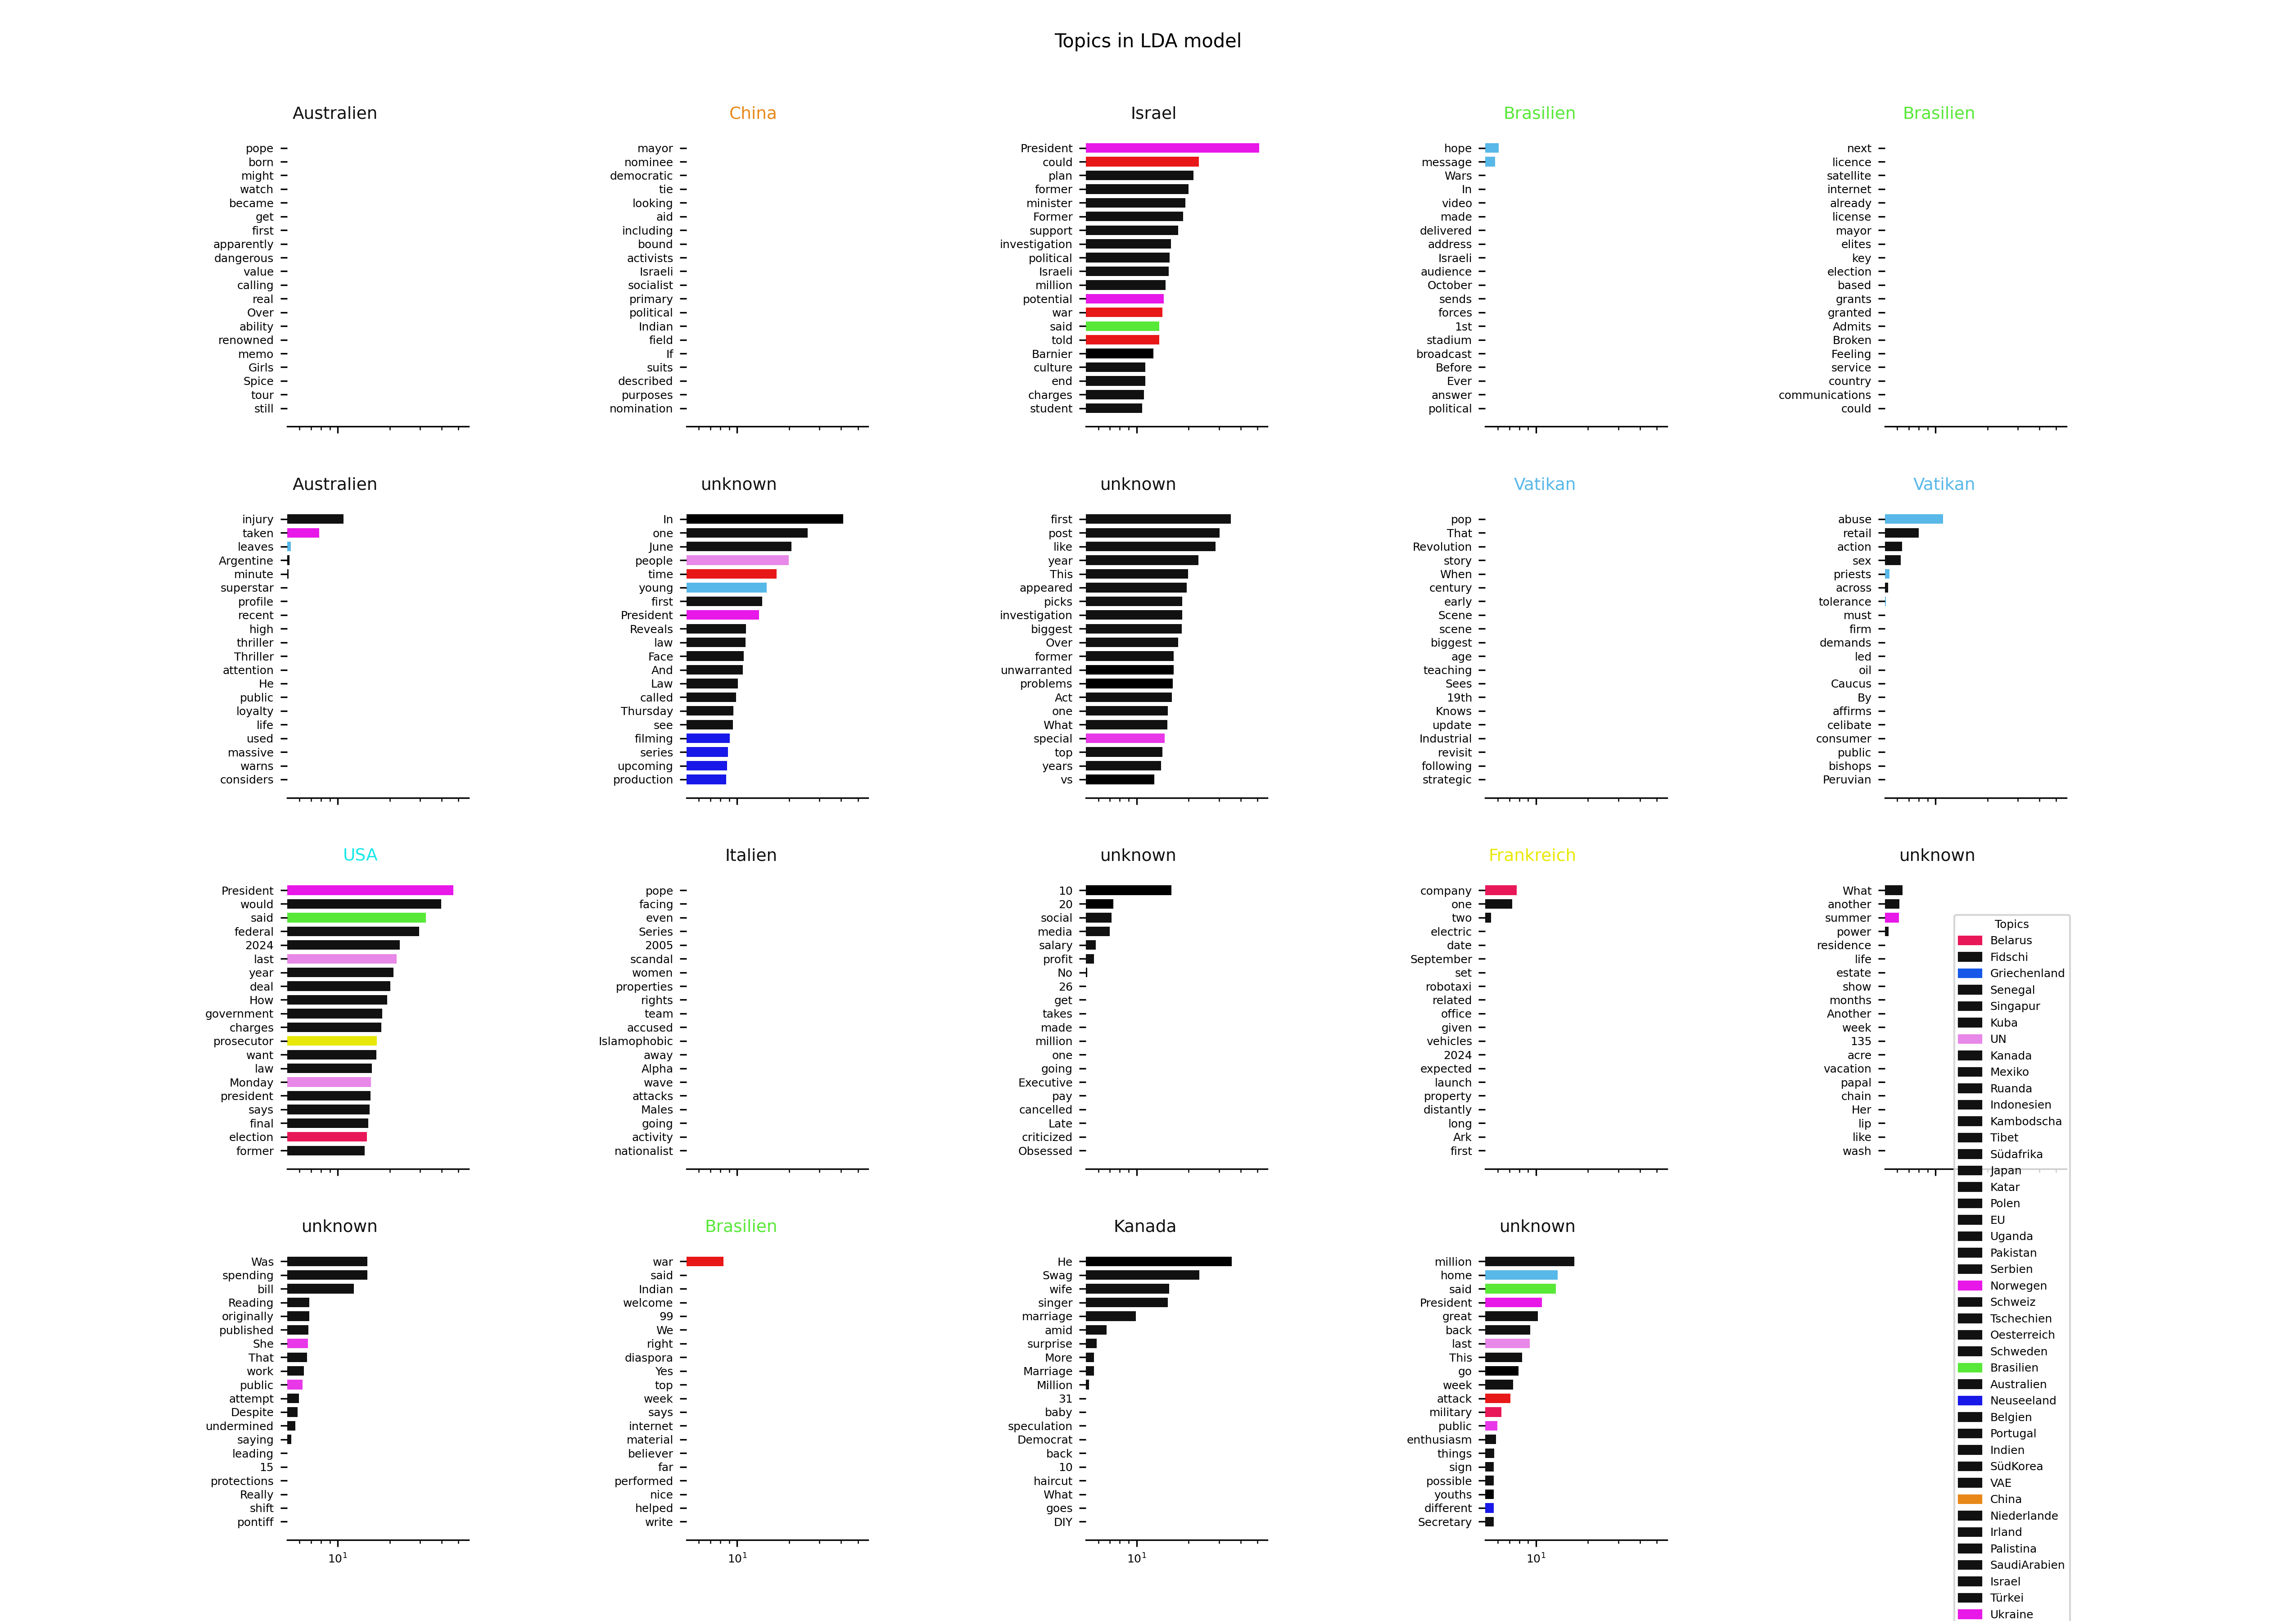 Topics in LDA model
Australien
pope
born
might
watch
became
get
first
apparently
dangerous
value
calling
real
Over
ability
renowned
memo
Girls
Spice
tour
still
China
mayor
nominee
democratic
tie
looking
aid
including
bound
activists
Israeli
socialist
primary
political
Indian
field
If
suits
described
purposes
nomination
Israel
President
could
plan
former
minister
Former
support
investigation
political
Israeli
million
potential
war
said
told
Barnier
culture
end
charges
student
Brasilien
hope
message
Wars
In
video
made
delivered
address
Israeli
audience
October
sends
forces
1st
stadium
broadcast
Before
Ever
answer
political
Brasilien
next
licence
satellite
internet
already
license
mayor
elites
key
election
based
grants
granted
Admits
Broken
Feeling
service
country
communications
could
Australien
injury
taken
leaves
Argentine
minute
superstar
profile
recent
high
thriller
Thriller
attention
He
public
loyalty
life
used
massive
warns
considers
unknown
In
one
June
people
time
young
first
President
Reveals
law
Face
And
Law
called
Thursday
see
filming
series
upcoming
production
unknown
first
post
like
year
This
appeared
picks
investigation
biggest
Over
former
unwarranted
problems
Act
one
What
special
top
years
vs
Vatikan
pop
That
Revolution
story
When
century
early
Scene
scene
biggest
age
teaching
Sees
19th
Knows
update
Industrial
revisit
following
strategic
Vatikan
abuse
retail
action
sex
priests
across
tolerance
must
firm
demands
led
oil
Caucus
By
affirms
celibate
consumer
public
bishops
Peruvian
USA
President
would
said
federal
2024
last
year
deal
How
government
charges
prosecutor
want
law
Monday
president
says
final
election
former
Italien
pope
facing
even
Series
2005
scandal
women
properties
rights
team
accused
Islamophobic
away
Alpha
wave
attacks
Males
going
activity
nationalist
unknown
10
20
social
media
salary
profit
No
26
get
takes
made
million
one
going
Executive
pay
cancelled
Late
criticized
Obsessed
Frankreich
company
one
two
electric
date
September
set
robotaxi
related
office
given
vehicles
2024
expected
launch
property
distantly
long
Ark
first
unknown
What
another
summer
power
residence
life
estate
show
months
Another
week
135
acre
vacation
papal
chain
Her
lip
like
wash
unknown
Was
spending
bill
Reading
originally
published
She
That
work
public
attempt
Despite
undermined
saying
leading
15
protections
Really
shift
pontiff
10¹
Brasilien
war
said
Indian
welcome
99
We
right
diaspora
Yes
top
week
says
internet
material
believer
far
performed
nice
helped
write
10¹
Kanada
He
Swag
wife
singer
marriage
amid
surprise
More
Marriage
Million
31
baby
speculation
Democrat
back
10
haircut
What
goes
DIY
10¹
unknown
million
home
said
President
great
back
last
This
go
week
attack
military
public
enthusiasm
things
sign
possible
youths
different
Secretary
10¹
Topics
Belarus
Fidschi
Griechenland
Senegal
Singapur
Kuba
UN
Kanada
Mexiko
Ruanda
Indonesien
Kambodscha
Tibet
Südafrika
Japan
Katar
Polen
EU
Uganda
Pakistan
Serbien
Norwegen
Schweiz
Tschechien
Oesterreich
Schweden
Brasilien
Australien
Neuseeland
Belgien
Portugal
Indien
SüdKorea
VAE
China
Niederlande
Irland
Palistina
SaudiArabien
Israel
Türkei
Ukraine